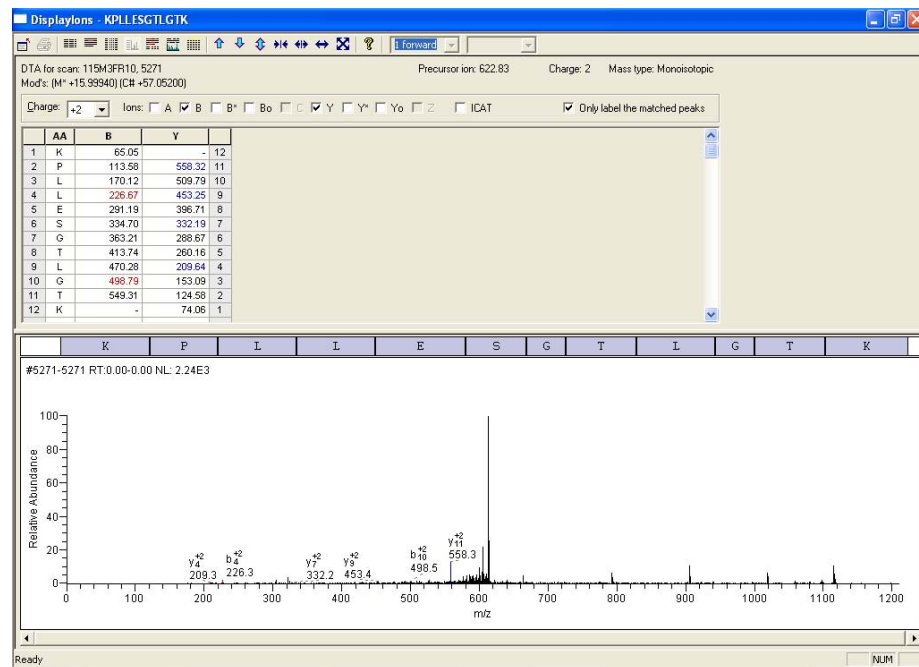 DisplayIons - KPLLESGTLGTK
1 forward
DTA for scan: 115M3FR10, 5271 Precursor ion: 622.83 Charge: 2 Mass type: Monoisotopic
Mod's: (M* +15.99940) (C# +57.05200)
Charge: +2 Ions: A B B* Bo C Y Y* Yo Z ICAT Only label the matched peaks
AA B Y
1 K 65.05 - 12
2 P 113.58 558.32 11
3 L 170.12 509.79 10
4 L 226.67 453.25 9
5 E 291.19 396.71 8
6 S 334.70 332.19 7
7 G 363.21 288.67 6
8 T 413.74 260.16 5
9 L 470.28 209.64 4
10 G 498.79 153.09 3
11 T 549.31 124.58 2
12 K - 74.06 1
K P L L E S G T L G T K
#5271-5271 RT:0.00-0.00 NL: 2.24E3
100
80
60
40
20
0
Relative Abundance
y4+2 209.3
b4+2 226.3
y7+2 332.2
y9+2 453.4
b10+2 498.5
y11+2 558.3
0 100 200 300 400 500 600 700 800 900 1000 1100 1200
m/z
Ready NUM